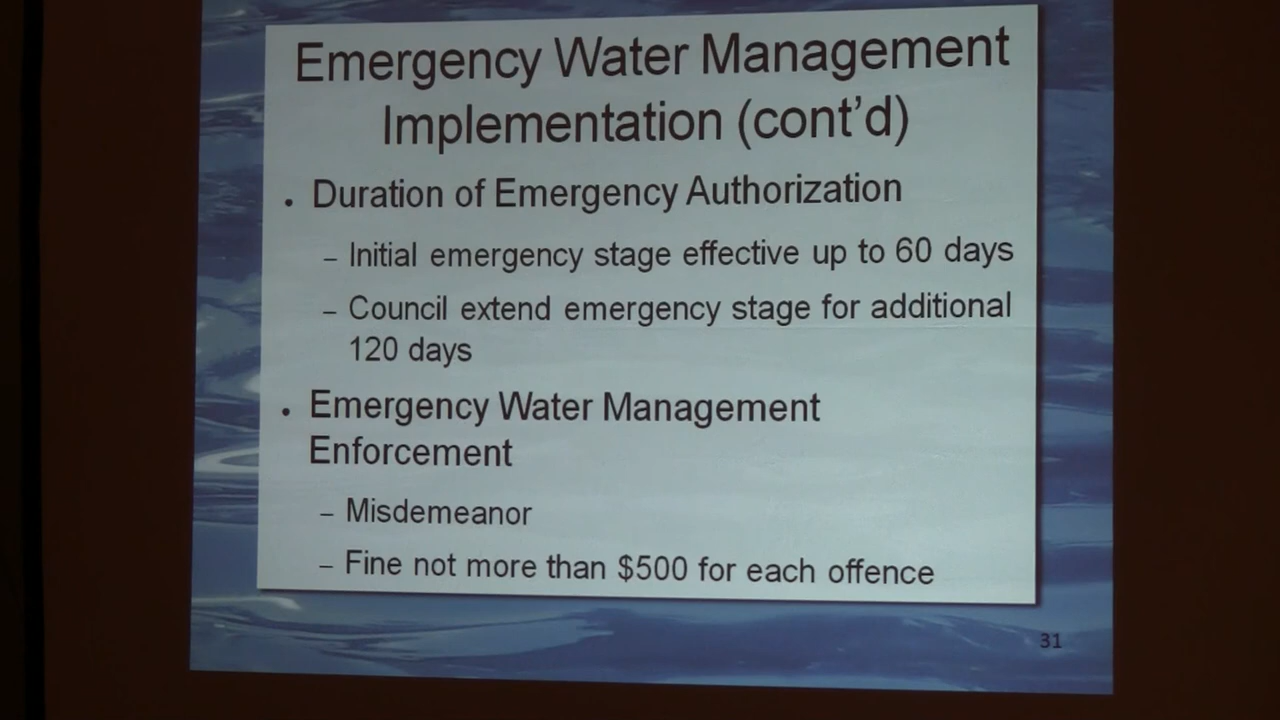 Emergency Water Management
Implementation (cont’d)
• Duration of Emergency Authorization
– Initial emergency stage effective up to 60 days
– Council extend emergency stage for additional
120 days
• Emergency Water Management
Enforcement
– Misdemeanor
– Fine not more than $500 for each offence
31